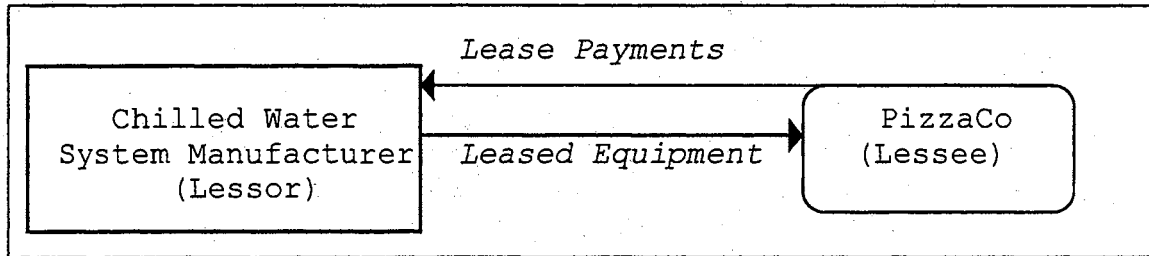 Lease Payments
Chilled Water
System Manufacturer
(Lessor)
Leased Equipment
PizzaCo
(Lessee)